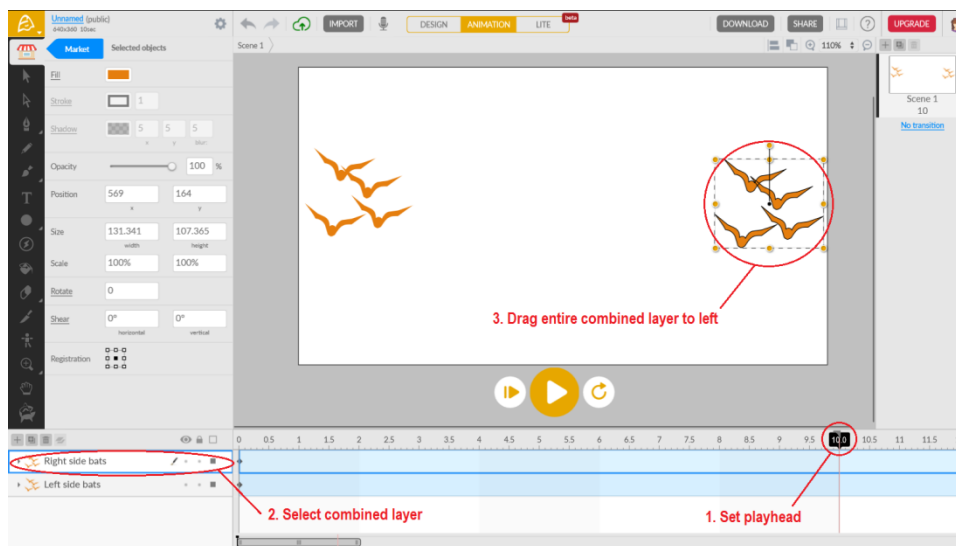 Unnamed (public)
640x360 10sec
IMPORT
DESIGN ANIMATION LITE beta
DOWNLOAD SHARE ? UPGRADE
Market Selected objects
Scene 1
110%
Fill
Stroke 1
Shadow 5 5 5
x y blur
Opacity 100 %
Position 569 164
x y
Size 131.341 107.365
width height
Scale 100% 100%
Rotate 0
Shear 0° 0°
horizontal vertical
Registration
T
3. Drag entire combined layer to left
Scene 1
10
No transition
0 0.5 1 1.5 2 2.5 3 3.5 4 4.5 5 5.5 6 6.5 7 7.5 8 8.5 9 9.5 10.0 10.5 11 11.5
Right side bats
Left side bats
2. Select combined layer
1. Set playhead